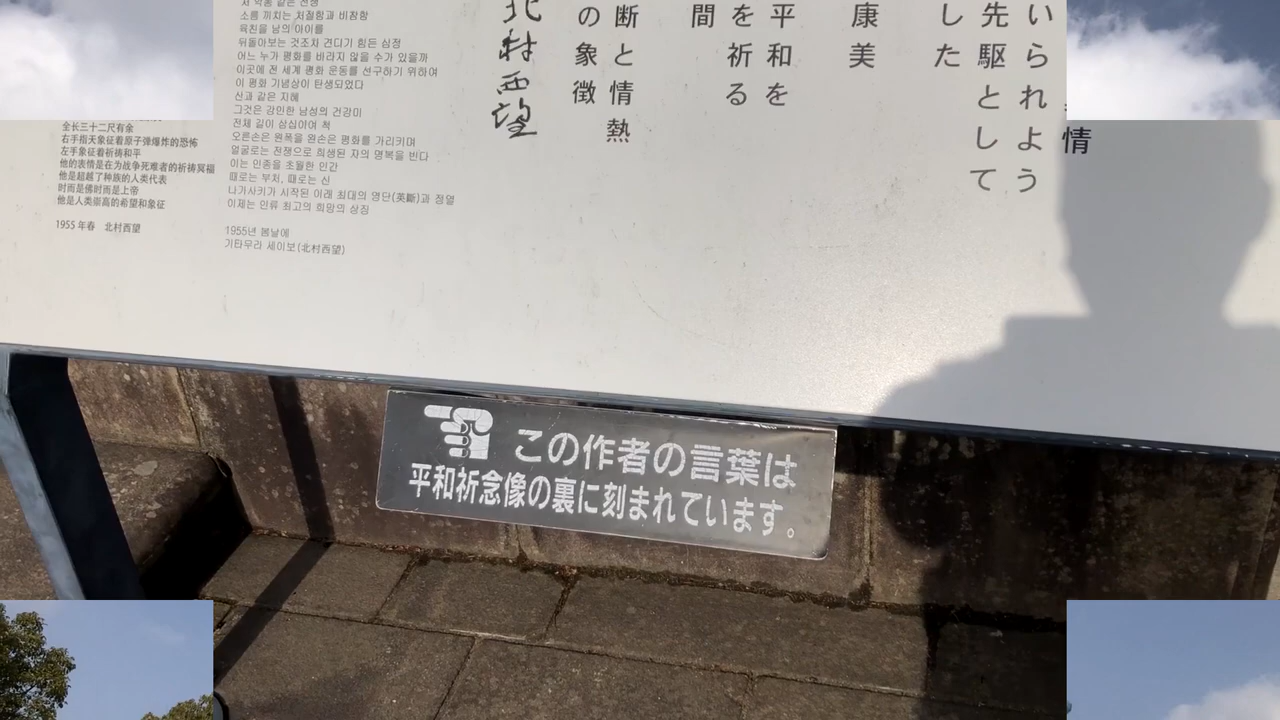 情
いられよう
先駆として
した
康美
平和を
を祈る
間
断と情熱
の象徴
北村西望
소름 끼치는 처절함과 비참함
육친을 남의 아이를
뒤돌아보는 것조차 견디기 힘든 심정
어느 누가 평화를 바라지 않을 수가 있을까
이곳에 전 세계 평화 운동를 선구하기 위하여
이 평화 기념상이 탄생되었다
신과 같은 지혜
그것은 강인한 남성의 건강미
전체 길이 삼십이여 척
오른손은 원폭을 왼손은 평화를 가리키며
얼굴로는 전쟁으로 희생된 자의 명복을 빈다
이는 인종을 초월한 인간
때로는 부처, 때로는 신
나가사키가 시작된 이래 최대의 영단(英斷)과 정열
이제는 인류 최고의 희망의 상징
1955년 봄날에
기타무라 세이보(北村西望)
全长三十二尺有余
右手指天象征着原子弹爆炸的恐怖
左手象征着祈祷和平
他的表情是在为战争死难者的祈祷冥福
他是超越了种族的人类代表
时而是佛时而是上帝
他是人类崇高的希望和象征
1955年春 北村西望
この作者の言葉は
平和祈念像の裏に刻まれています。